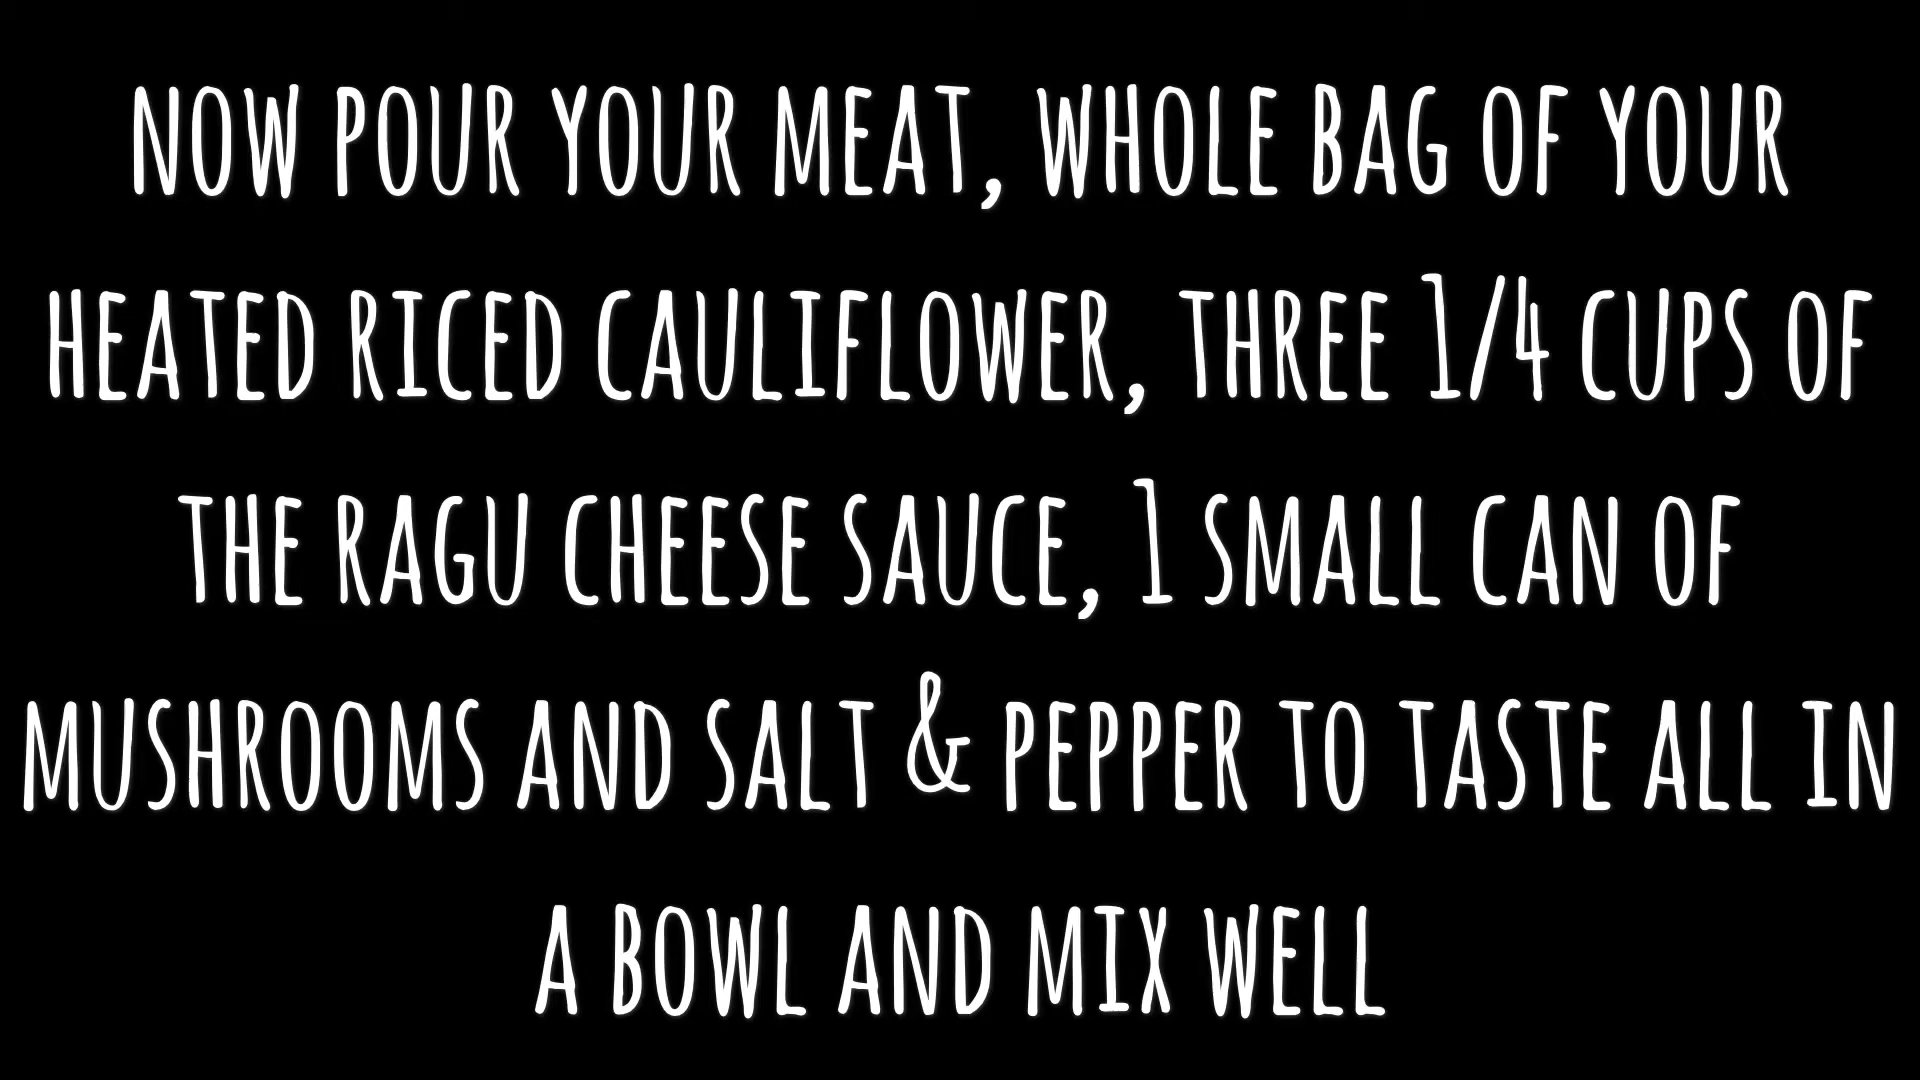 NOW POUR YOUR MEAT, WHOLE BAG OF YOUR
HEATED RICED CAULIFLOWER, THREE 1/4 CUPS OF
THE RAGU CHEESE SAUCE, 1 SMALL CAN OF
MUSHROOMS AND SALT & PEPPER TO TASTE ALL IN
A BOWL AND MIX WELL